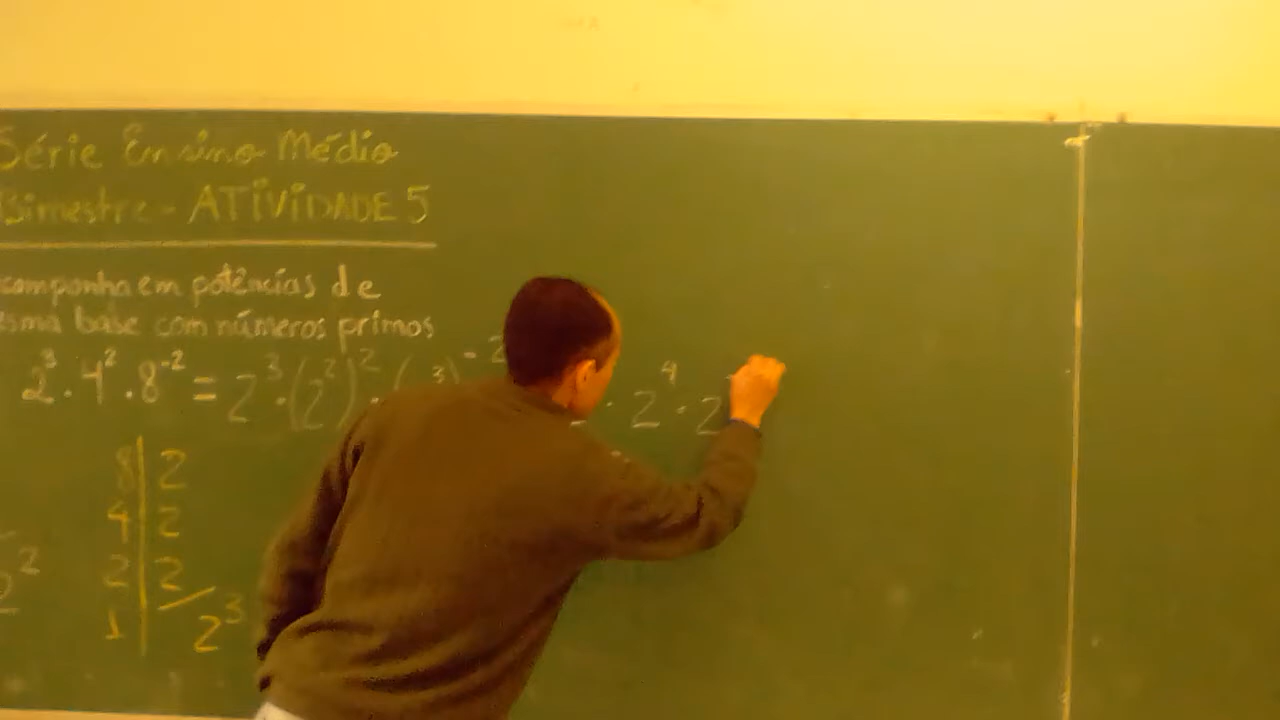 Série Ensino Médio
Bimestre - ATIVIDADE 5
componha em potências de
esma base com números primos
2³ · 4² · 8⁻² = 2³ · (2²)² · ( ³)⁻² · 2⁴ · 2
8 | 2
4 | 2
2 | 2
1 | 2³
2